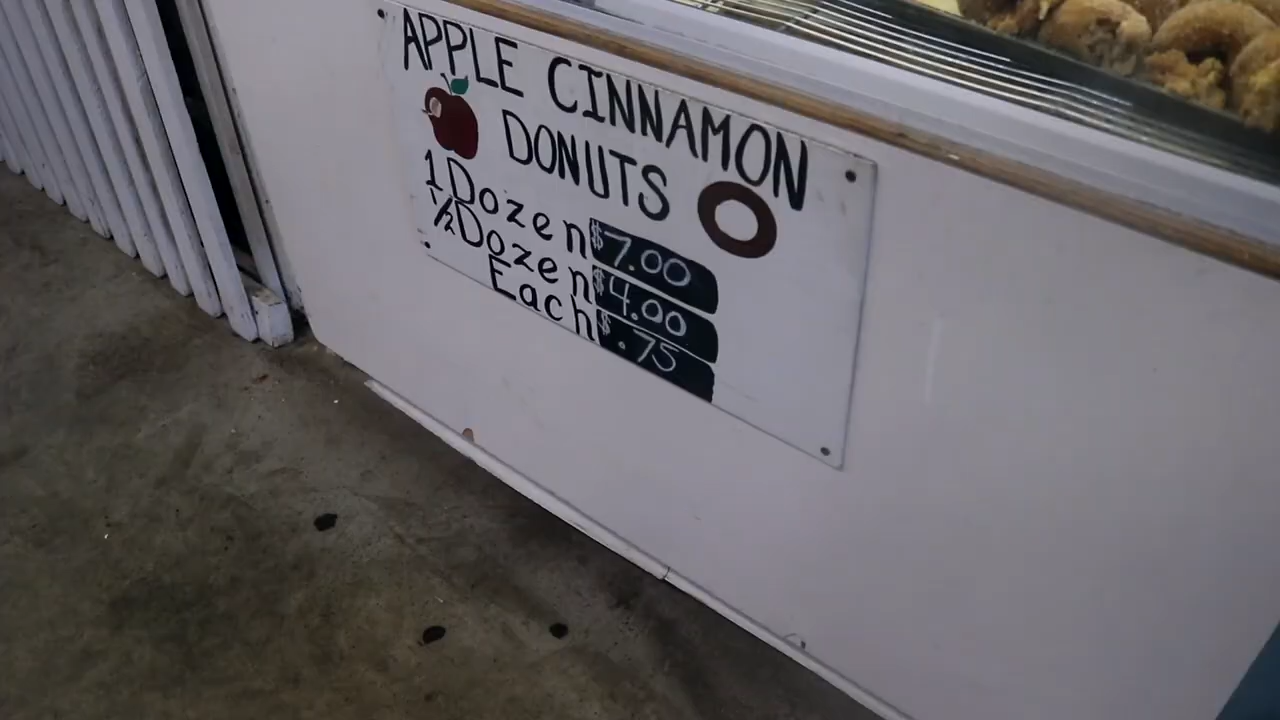 APPLE CINNAMON
DONUTS
1 Dozen $7.00
½ Dozen $4.00
Each $.75